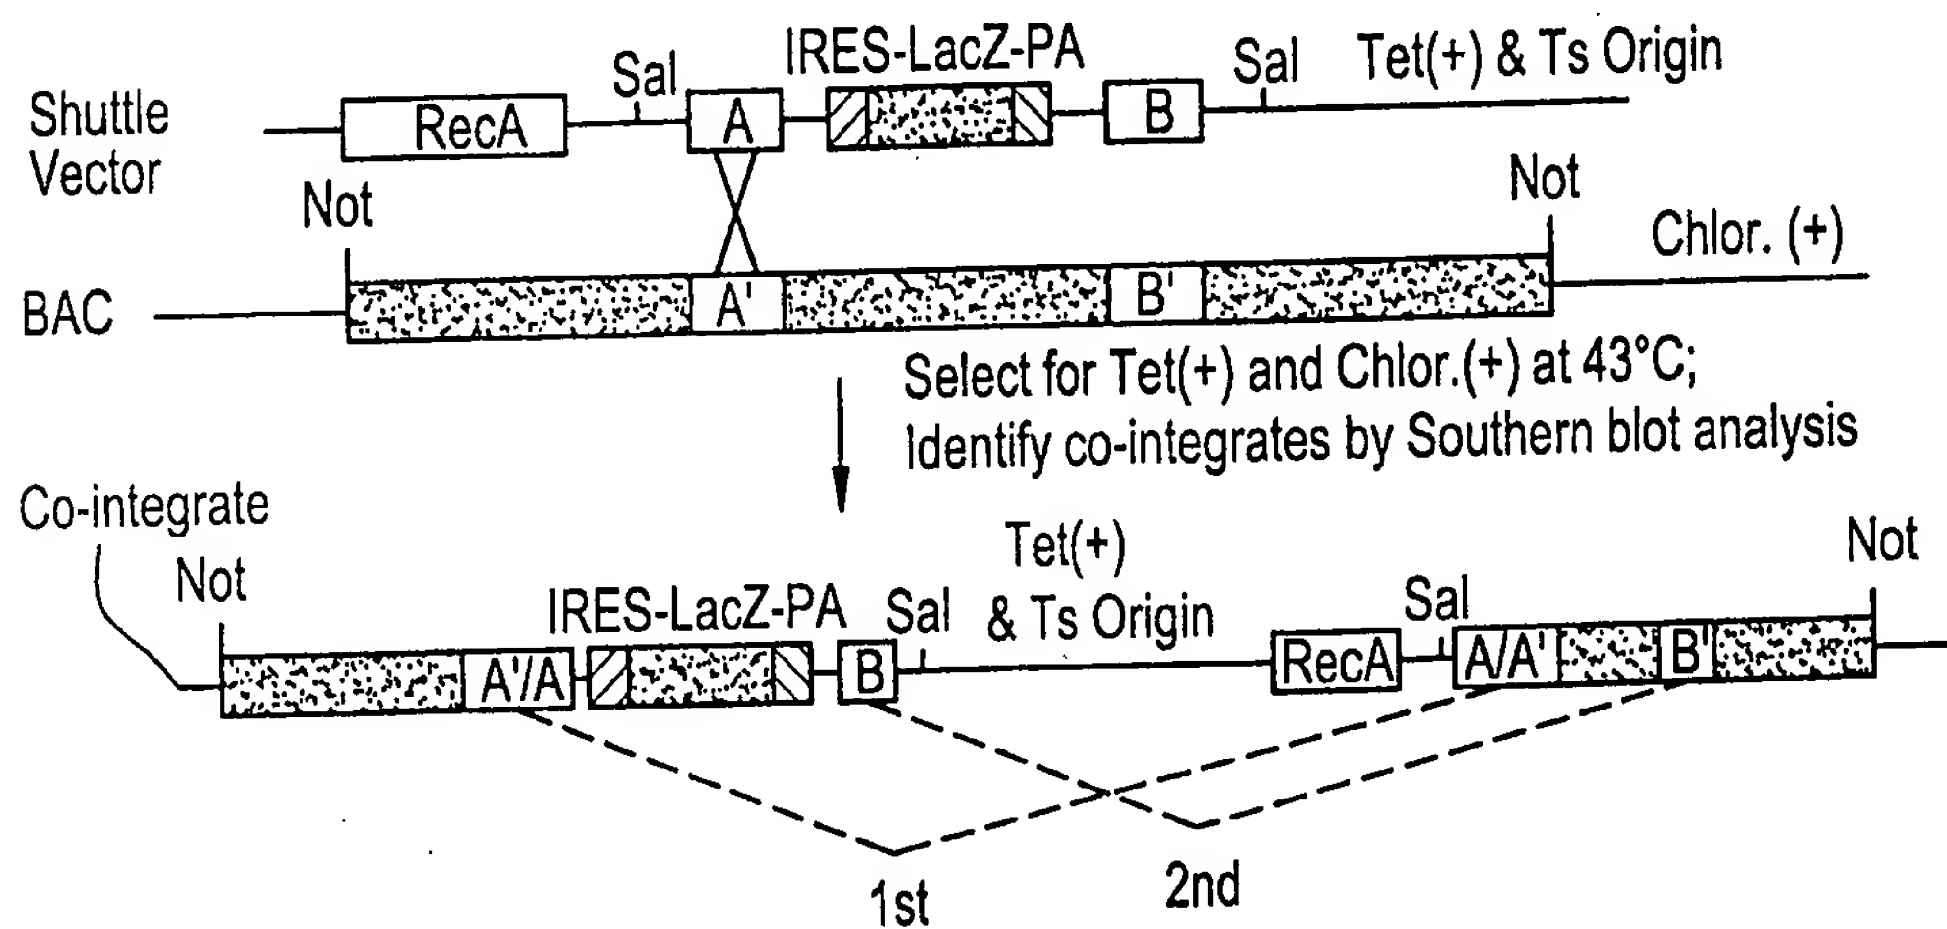 IRES-LacZ-PA
Sal
Sal
Tet(+) & Ts Origin
Shuttle
Vector
RecA
A
B
Not
Not
Chlor. (+)
BAC
A'
B'
Select for Tet(+) and Chlor.(+) at 43°C;
Identify co-integrates by Southern blot analysis
Co-integrate
Not
IRES-LacZ-PA
Sal
Tet(+)
& Ts Origin
Sal
Not
A'/A
B
RecA
A/A'
B'
1st
2nd